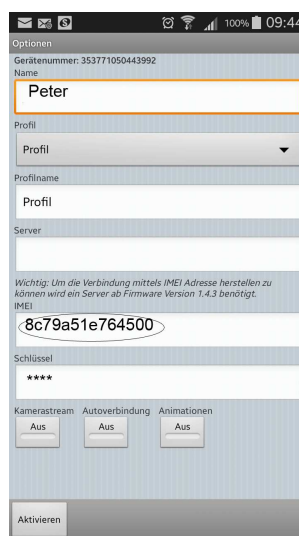 100% 09:44
Optionen
Gerätenummer: 353771050443992
Name
Peter
Profil
Profil
Profilname
Profil
Server
Wichtig: Um die Verbindung mittels IMEI Adresse herstellen zu
können wird ein Server ab Firmware Version 1.4.3 benötigt.
IMEI
8c79a51e764500
Schlüssel
****
Kamerastream Autoverbindung Animationen
Aus Aus Aus
Aktivieren